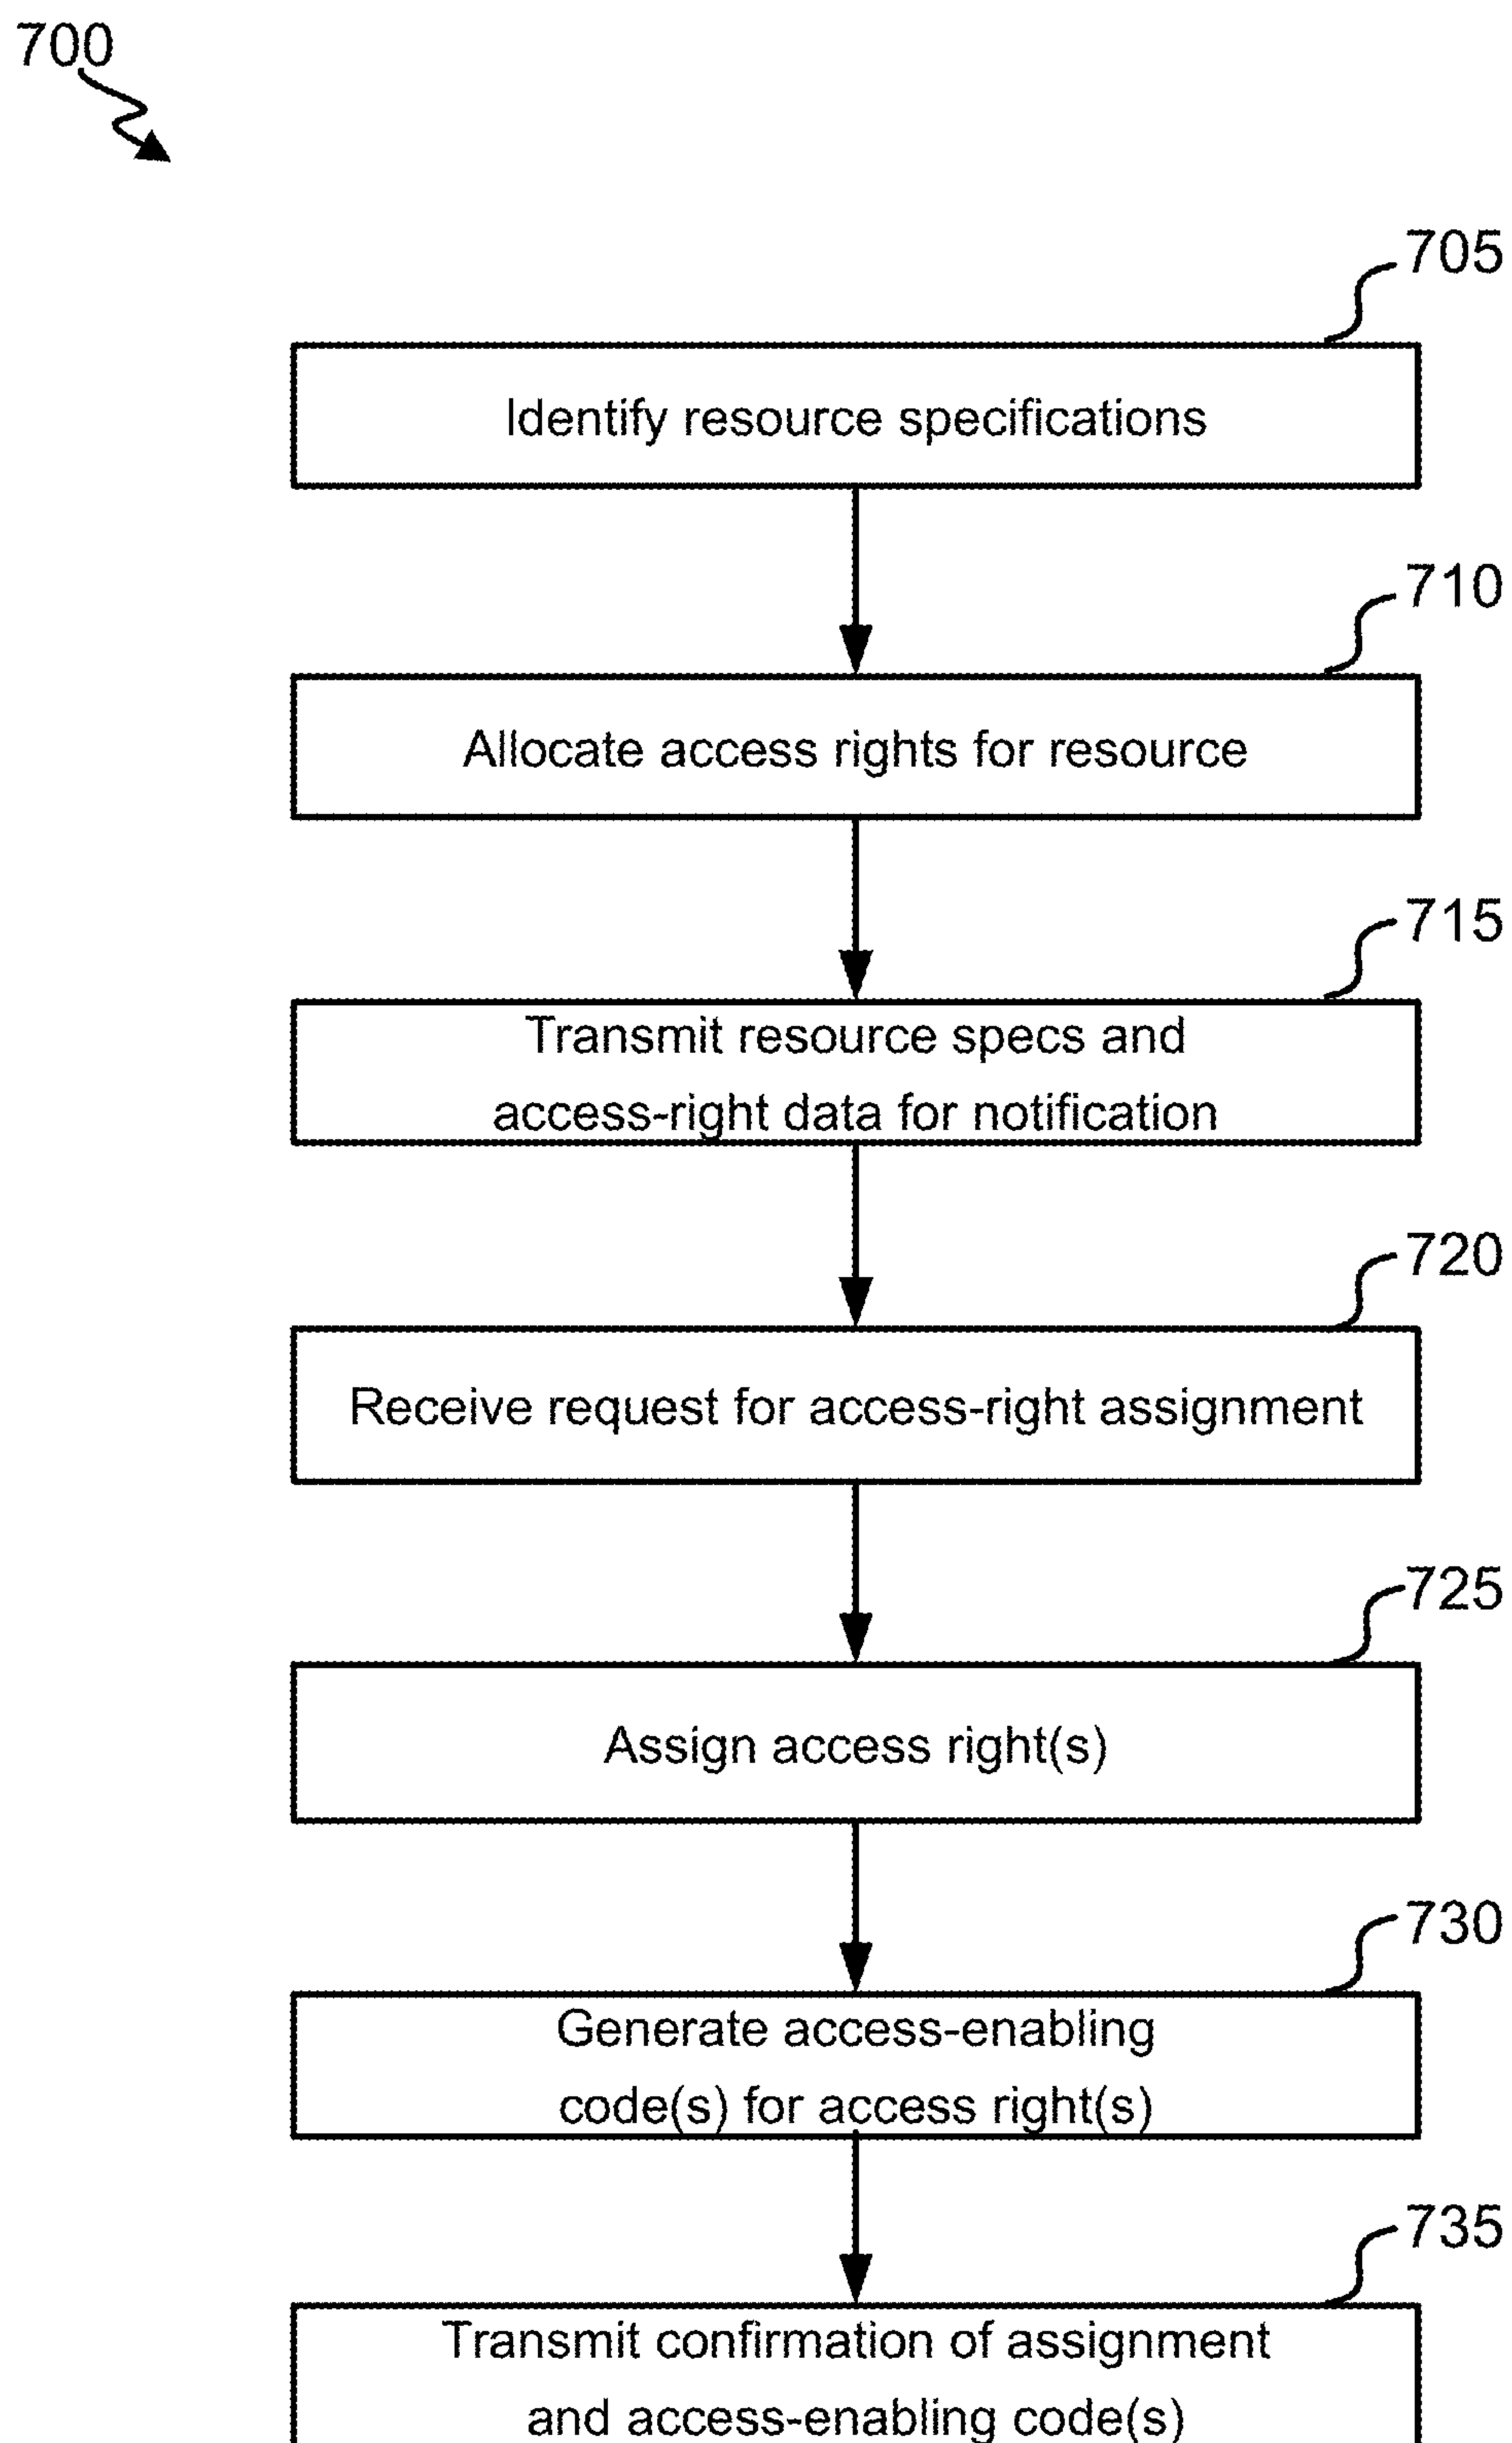 700
705
Identify resource specifications
710
Allocate access rights for resource
715
Transmit resource specs and
access-right data for notification
720
Receive request for access-right assignment
725
Assign access right(s)
730
Generate access-enabling
code(s) for access right(s)
735
Transmit confirmation of assignment
and access-enabling code(s)